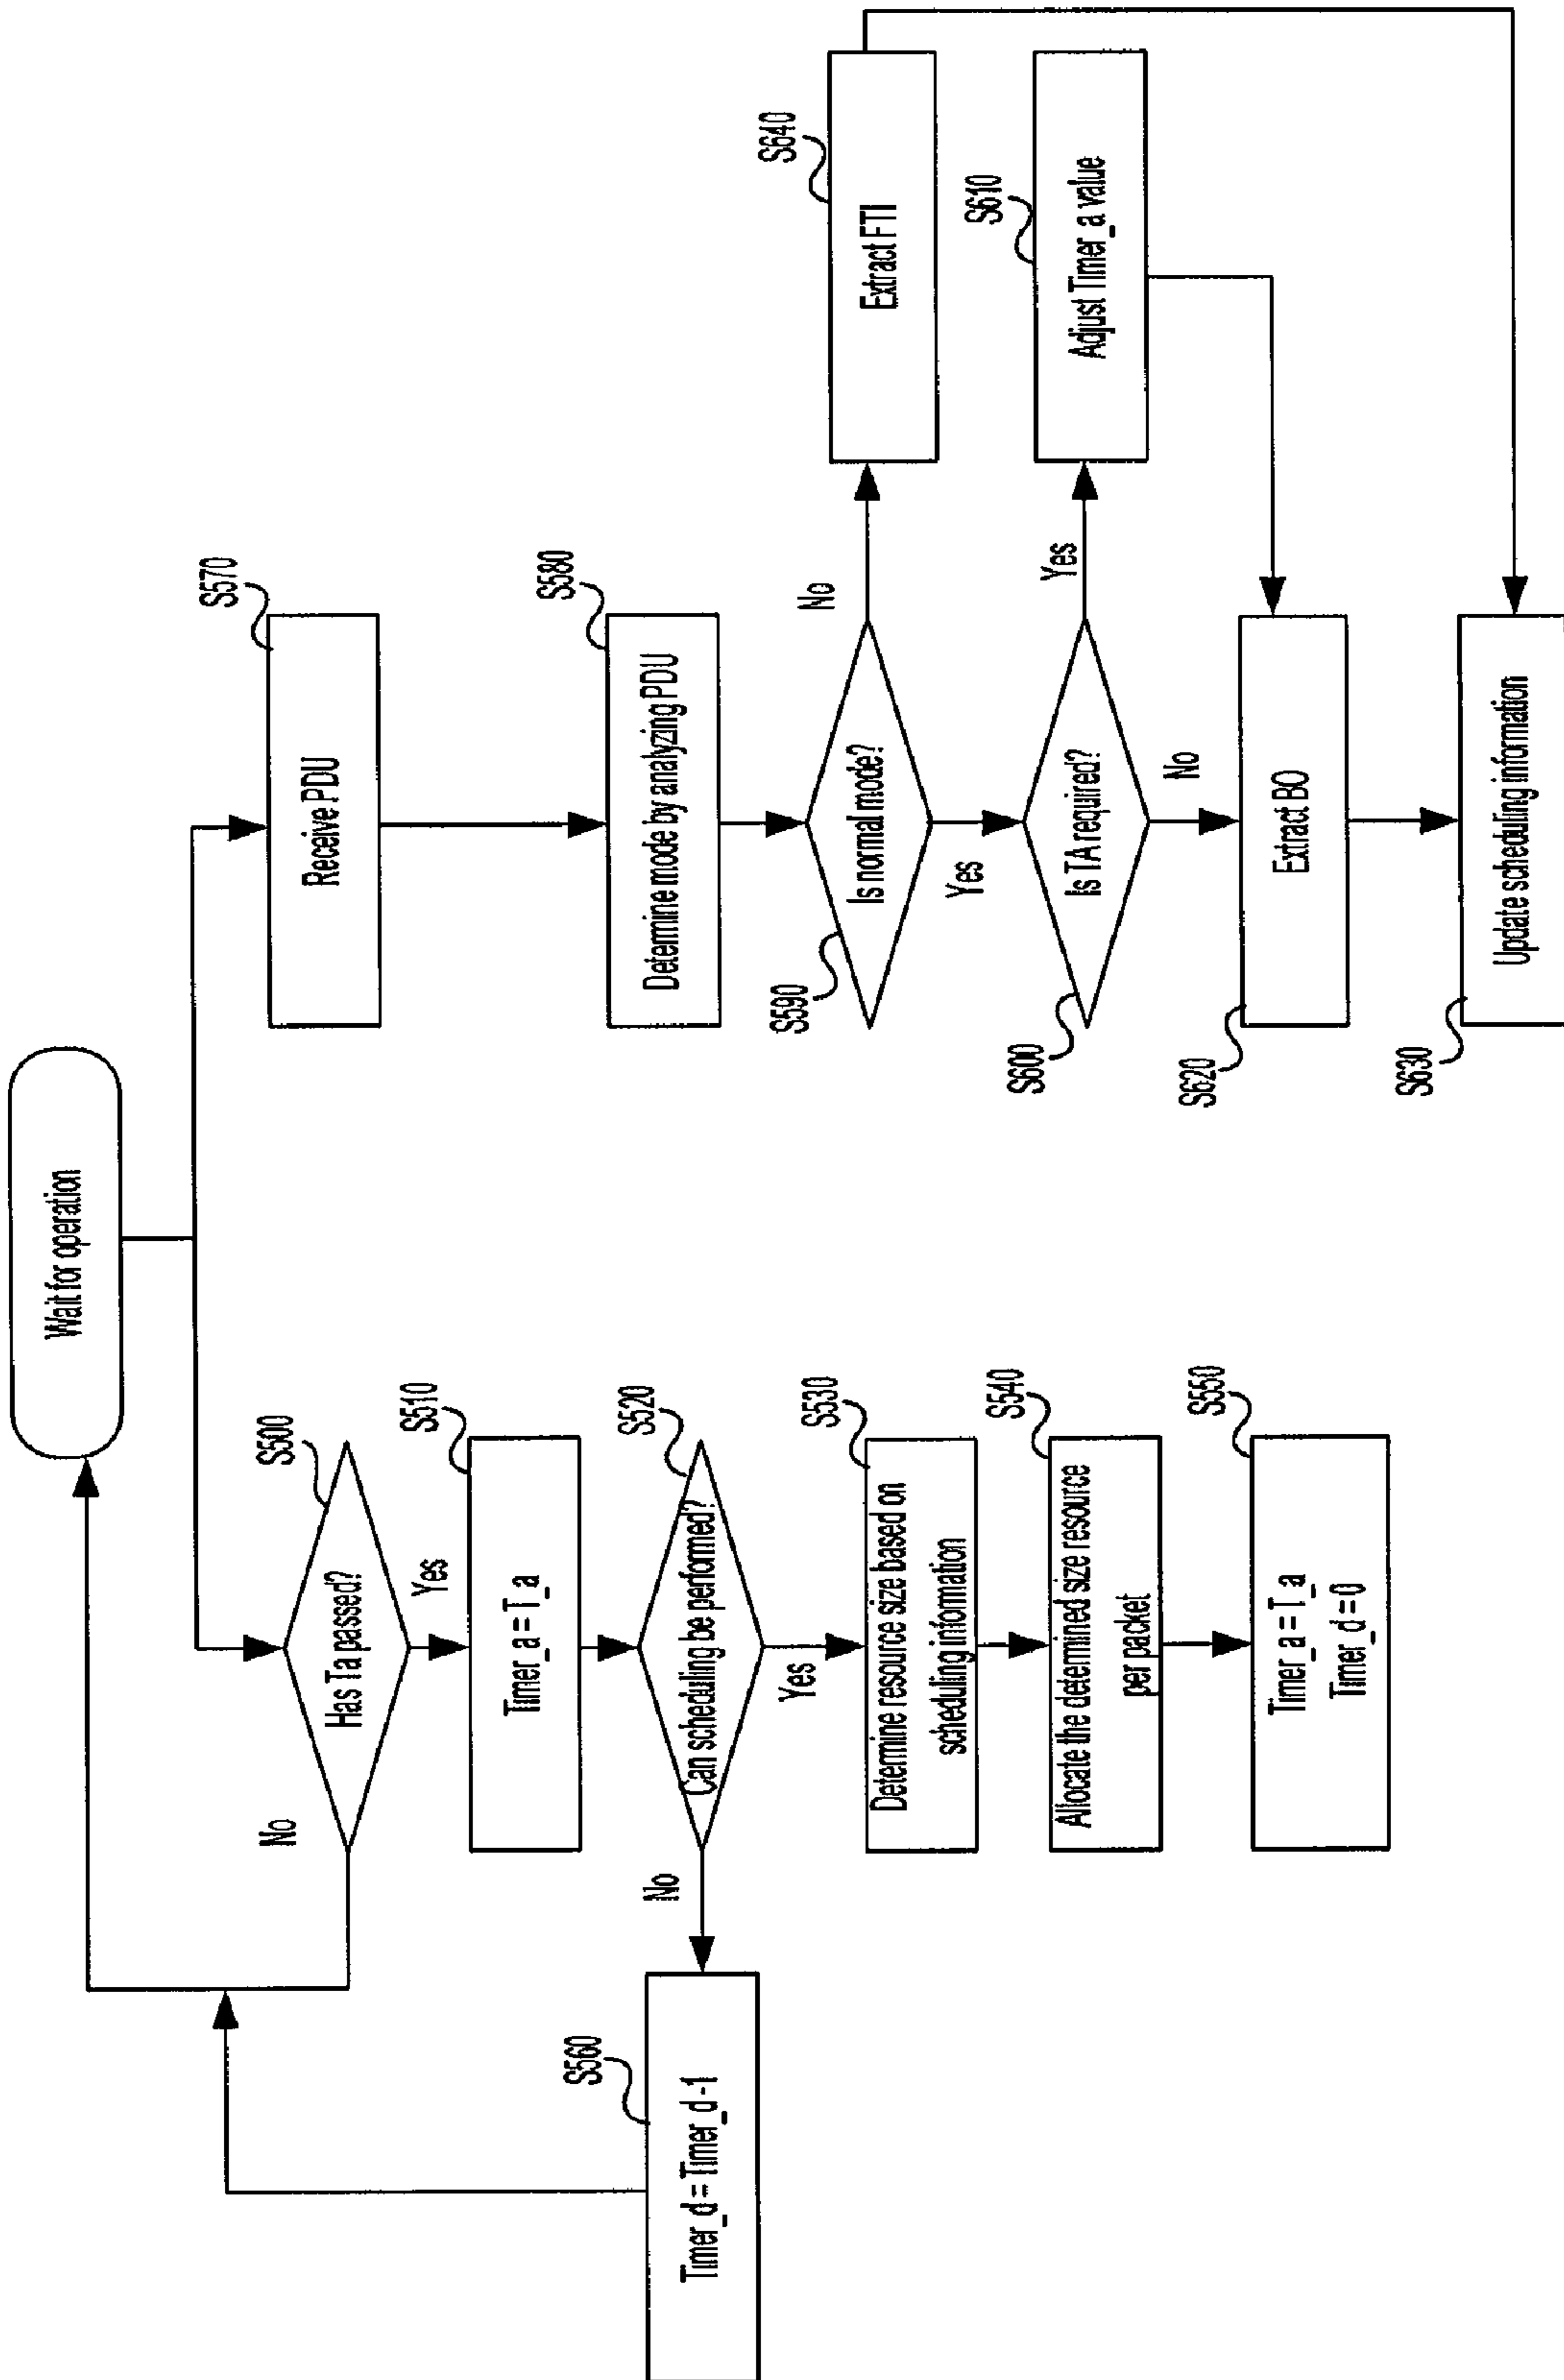 Wait for operation
S500
Has Ta passed?
No
Yes
S510
Timer_a = T_a
S520
Can scheduling be performed?
No
Yes
S560
Timer_d = Timer_d -1
S530
Determine resource size based on
scheduling information
S540
Allocate the determined size resource
per packet
S550
Timer_a = T_a
Timer_d = 0
S570
Receive PDU
S580
Determine mode by analyzing PDU
S590
Is normal mode?
No
Yes
S640
Extract FTI
S600
Is TA required?
Yes
No
S610
Adjust Timer_a value
S620
Extract BO
S630
Update scheduling information